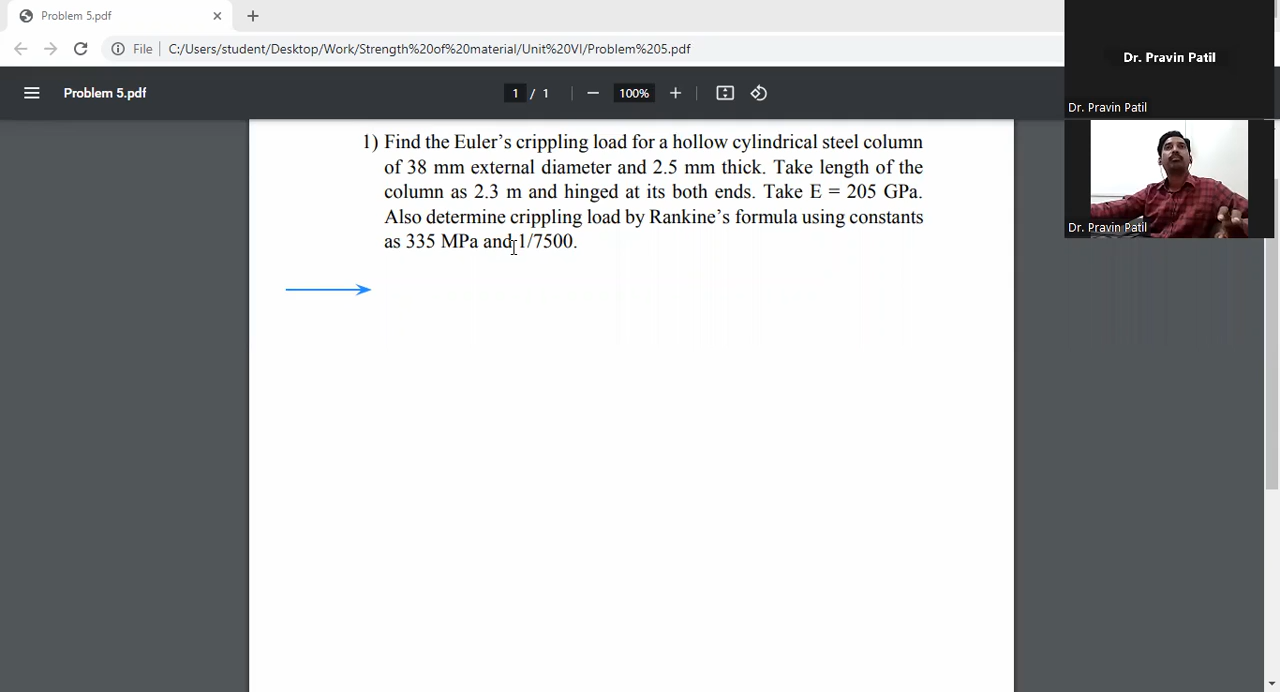 Problem 5.pdf
File
C:/Users/student/Desktop/Work/Strength%20of%20material/Unit%20VI/Problem%205.pdf
Dr. Pravin Patil
Dr. Pravin Patil
Problem 5.pdf
1 / 1
100%
1) Find the Euler’s crippling load for a hollow cylindrical steel column
of 38 mm external diameter and 2.5 mm thick. Take length of the
column as 2.3 m and hinged at its both ends. Take E = 205 GPa.
Also determine crippling load by Rankine’s formula using constants
as 335 MPa and 1/7500.
Dr. Pravin Patil